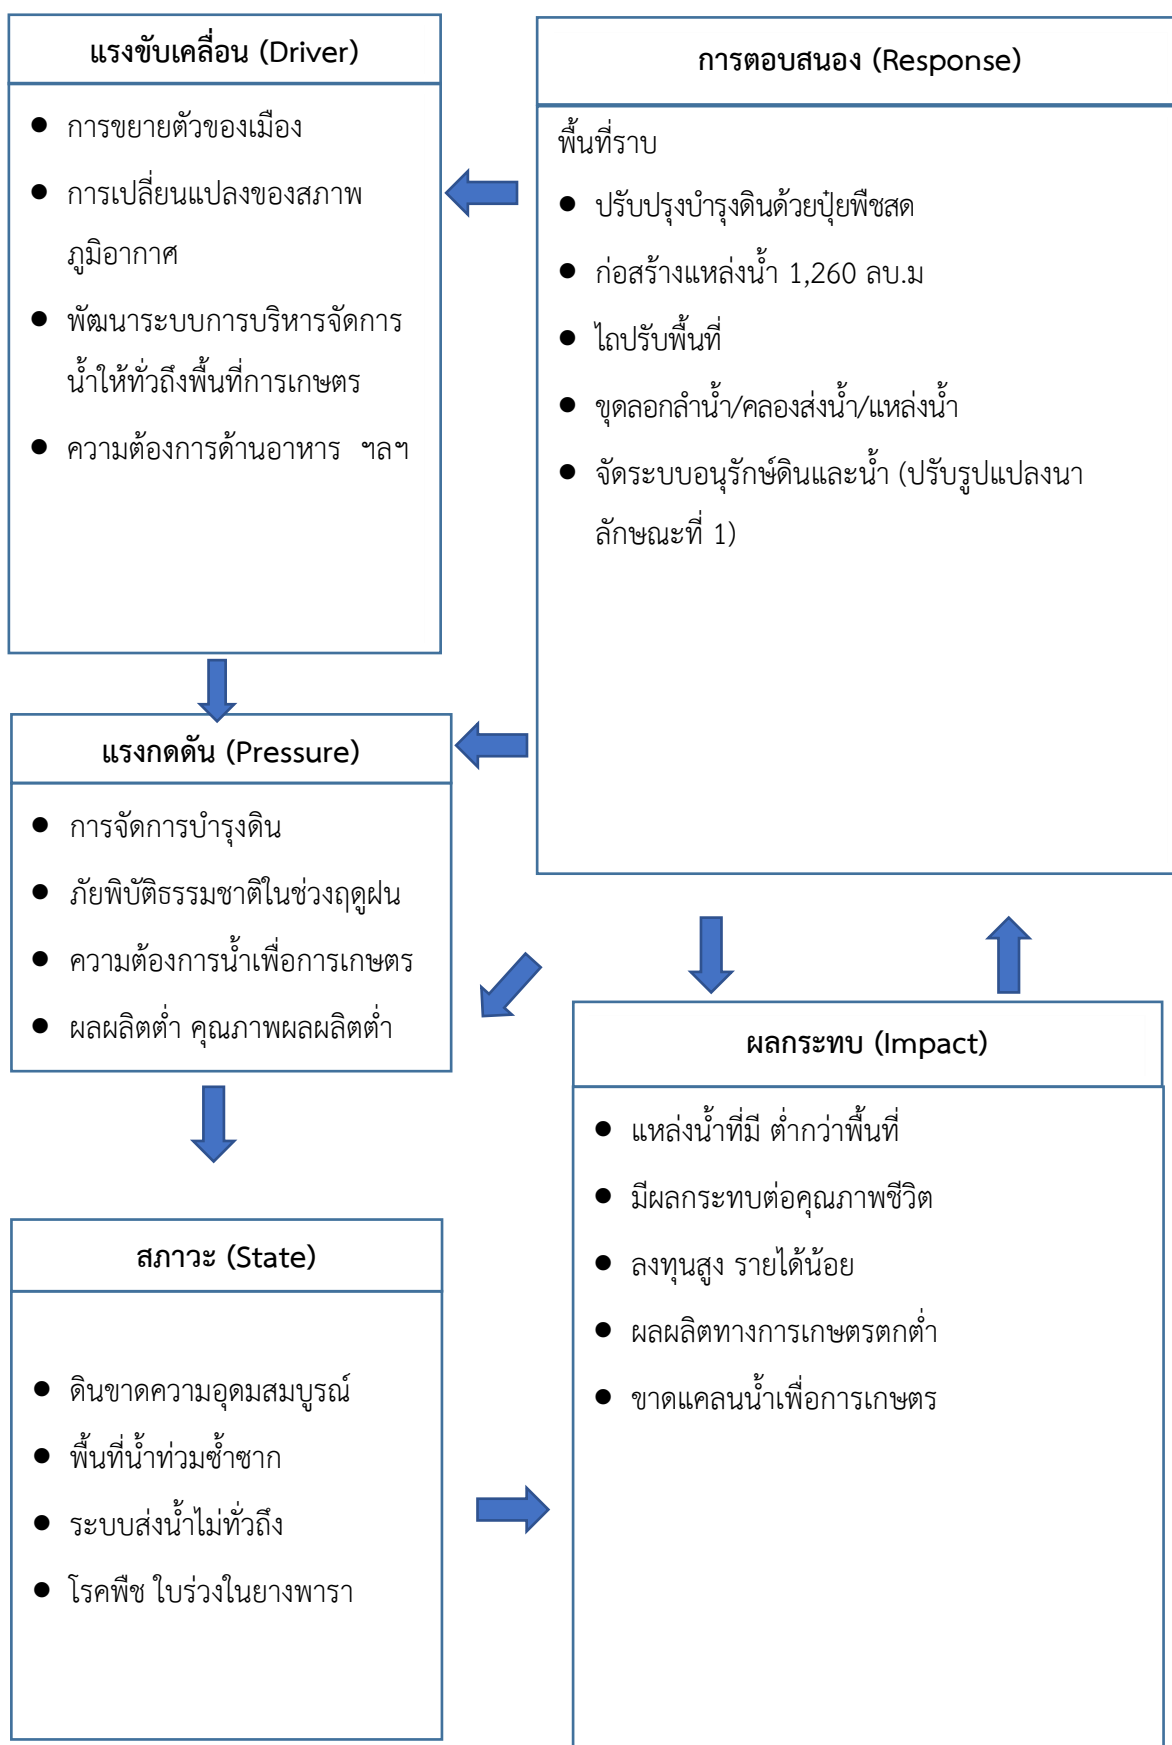 แรงขับเคลื่อน (Driver)
● การขยายตัวของเมือง
● การเปลี่ยนแปลงของสภาพ
ภูมิอากาศ
● พัฒนาระบบการบริหารจัดการ
น้ำให้ทั่วถึงพื้นที่การเกษตร
● ความต้องการด้านอาหาร ฯลฯ
การตอบสนอง (Response)
พื้นที่ราบ
● ปรับปรุงบำรุงดินด้วยปุ๋ยพืชสด
● ก่อสร้างแหล่งน้ำ 1,260 ลบ.ม
● ไถปรับพื้นที่
● ขุดลอกลำน้ำ/คลองส่งน้ำ/แหล่งน้ำ
● จัดระบบอนุรักษ์ดินและน้ำ (ปรับรูปแปลงนา
ลักษณะที่ 1)
แรงกดดัน (Pressure)
● การจัดการบำรุงดิน
● ภัยพิบัติธรรมชาติในช่วงฤดูฝน
● ความต้องการน้ำเพื่อการเกษตร
● ผลผลิตต่ำ คุณภาพผลผลิตต่ำ
ผลกระทบ (Impact)
● แหล่งน้ำที่มี ต่ำกว่าพื้นที่
● มีผลกระทบต่อคุณภาพชีวิต
● ลงทุนสูง รายได้น้อย
● ผลผลิตทางการเกษตรตกต่ำ
● ขาดแคลนน้ำเพื่อการเกษตร
สภาวะ (State)
● ดินขาดความอุดมสมบูรณ์
● พื้นที่น้ำท่วมซ้ำซาก
● ระบบส่งน้ำไม่ทั่วถึง
● โรคพืช ใบร่วงในยางพารา